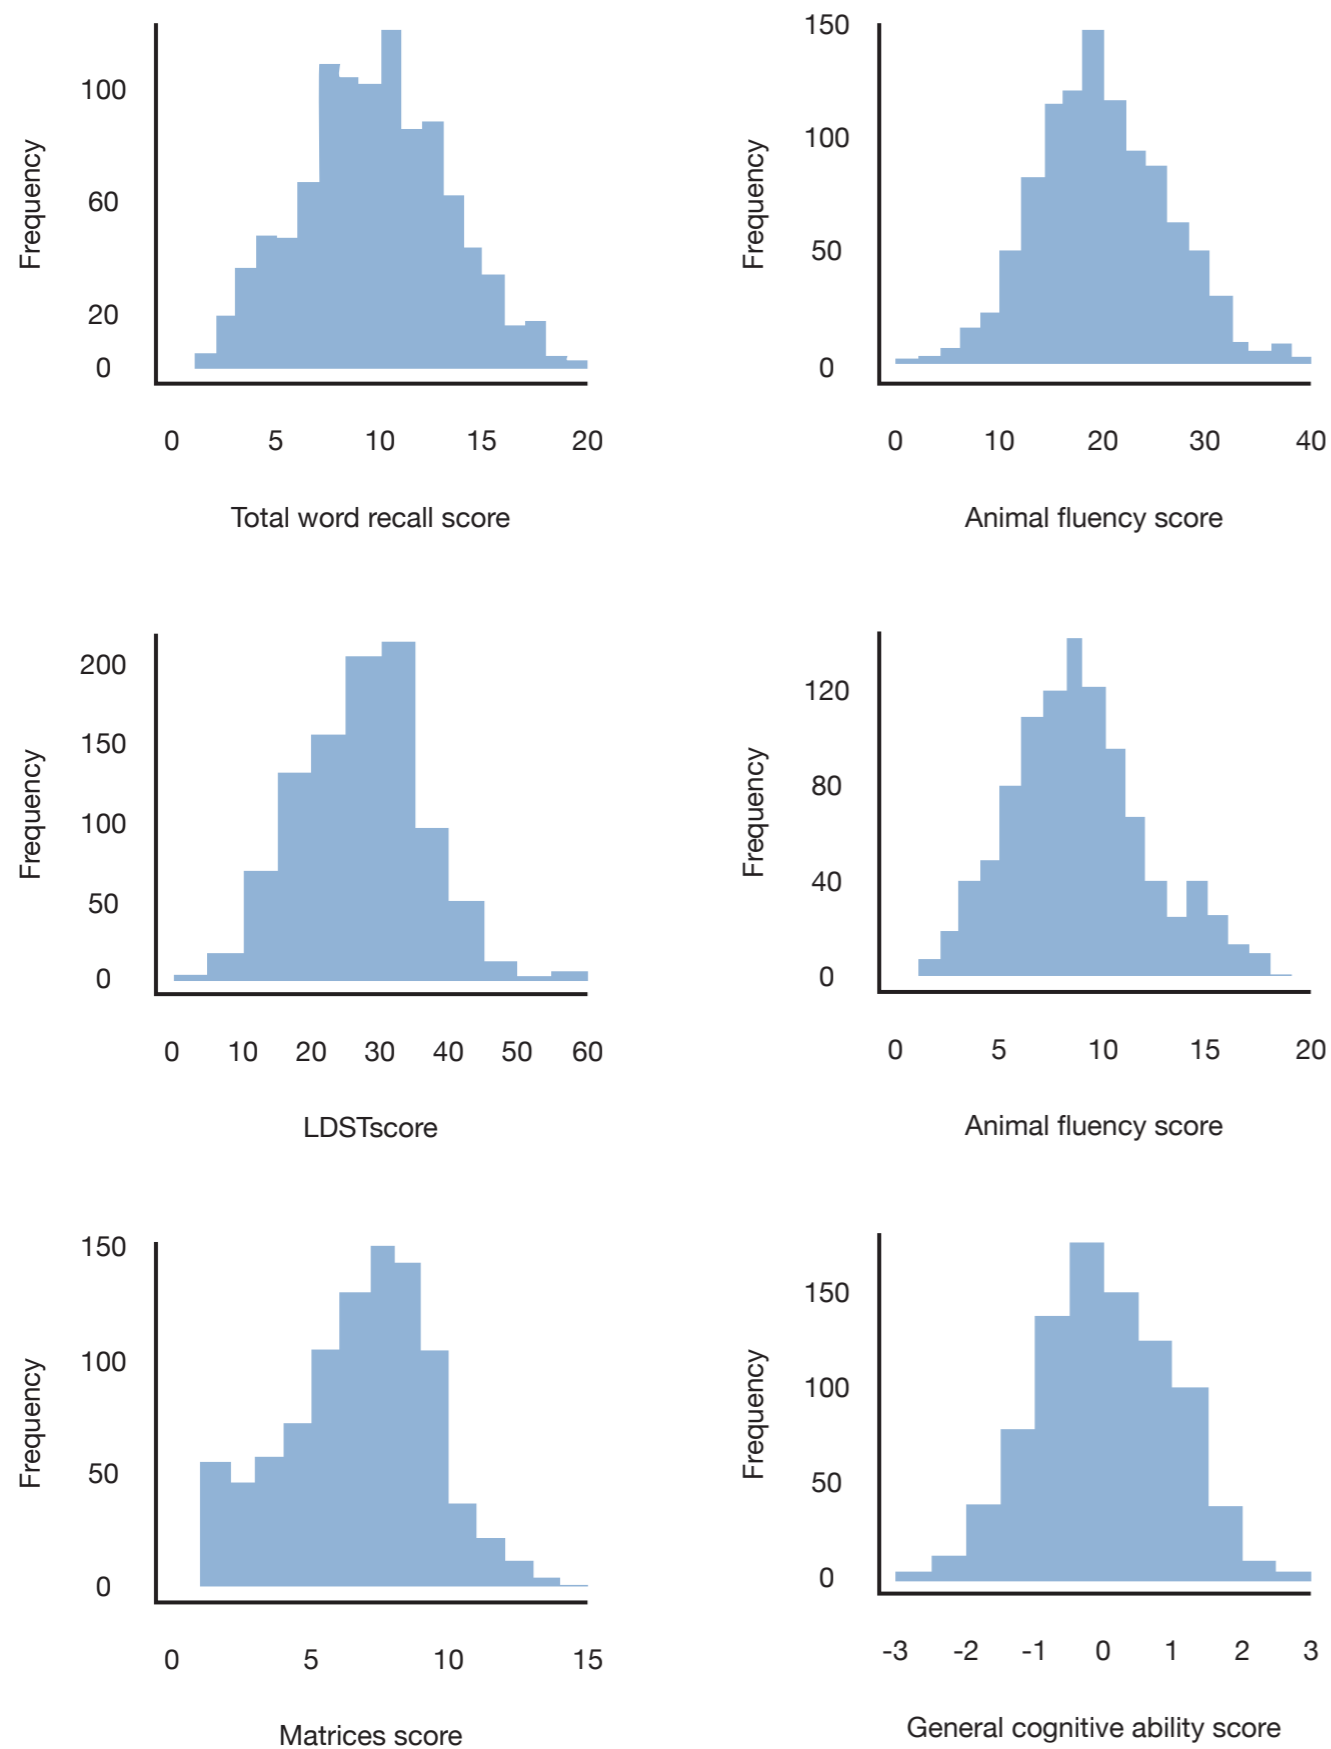 Frequency
100
60
20
0
0 5 10 15 20
Total word recall score
Frequency
150
100
50
0
0 10 20 30 40
Animal fluency score
Frequency
200
150
100
50
0
0 10 20 30 40 50 60
LDSTscore
Frequency
120
80
40
0
0 5 10 15 20
Animal fluency score
Frequency
150
100
50
0
0 5 10 15
Matrices score
Frequency
150
100
50
0
-3 -2 -1 0 1 2 3
General cognitive ability score